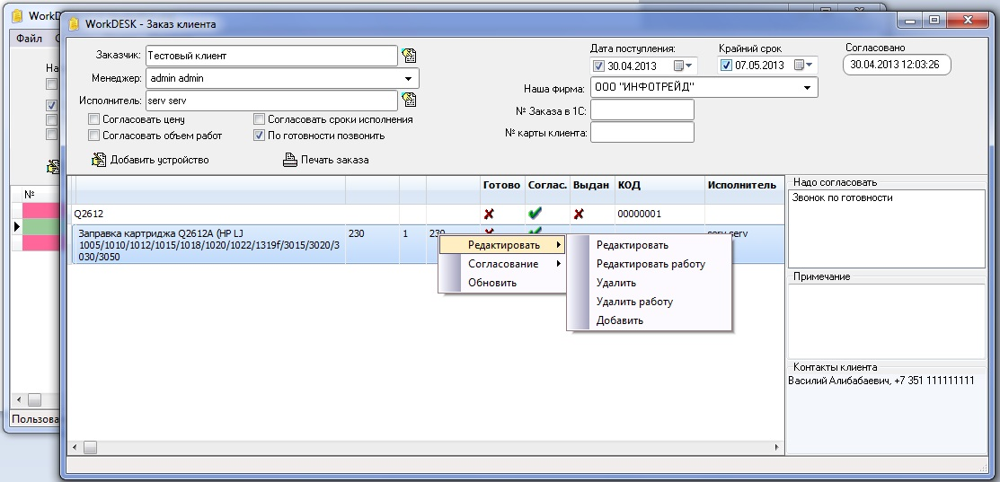 WorkD
WorkDESK - Заказ клиента
Файл
На
№
Пользова
Заказчик: Тестовый клиент
Менеджер: admin admin
Исполнитель: serv serv
Согласовать цену
Согласовать сроки исполнения
Согласовать объем работ
По готовности позвонить
Добавить устройство
Печать заказа
Дата поступления: 30.04.2013
Крайний срок 07.05.2013
Согласовано 30.04.2013 12:03:26
Наша фирма: ООО "ИНФОТРЕЙД"
№ Заказа в 1С:
№ карты клиента:
Готово Соглас. Выдан КОД Исполнитель
Q2612 00000001
Заправка картриджа Q2612A (HP LJ 230 1 230 serv serv
1005/1010/1012/1015/1018/1020/1022/1319f/3015/3020/3
030/3050
Редактировать
Согласование
Обновить
Редактировать
Редактировать работу
Удалить
Удалить работу
Добавить
Надо согласовать
Звонок по готовности
Примечание
Контакты клиента
Василий Алибабаевич, +7 351 111111111